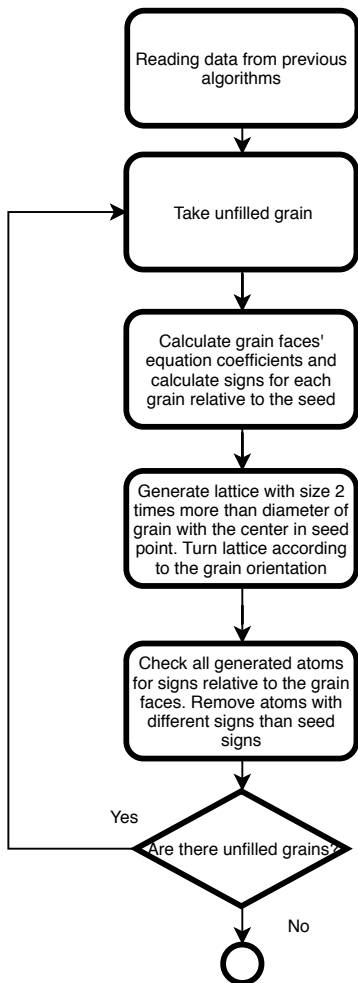 Reading data from previous
algorithms
Take unfilled grain
Calculate grain faces'
equation coefficients and
calculate signs for each
grain relative to the seed
Generate lattice with size 2
times more than diameter of
grain with the center in seed
point. Turn lattice according
to the grain orientation
Check all generated atoms
for signs relative to the grain
faces. Remove atoms with
different signs than seed
signs
Yes
Are there unfilled grains?
No